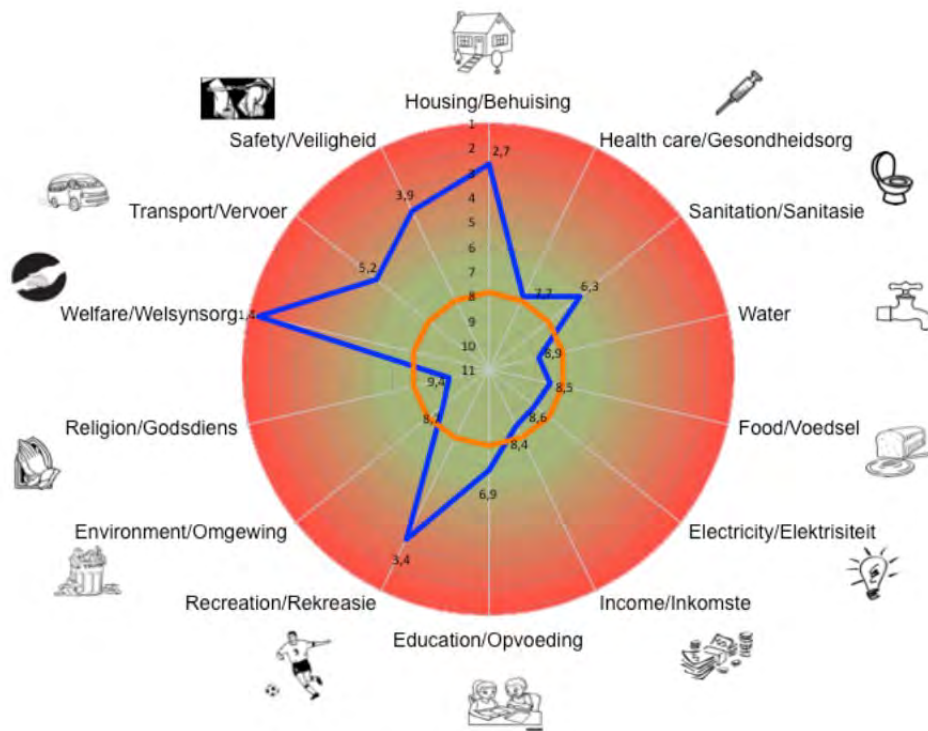 Housing/Behuising
Safety/Veiligheid
Health care/Gesondheidsorg
1
2
2,7
3
3,9
4
Transport/Vervoer
Sanitation/Sanitasie
5
5,2
6
6,3
7
7,7
8
Welfare/Welsynsorg
1,4
Water
9
8,9
10
11
9,4
8,5
8,7
8,6
Religion/Godsdiens
Food/Voedsel
8,4
6,9
Environment/Omgewing
Electricity/Elektrisiteit
3,4
Recreation/Rekreasie
Income/Inkomste
Education/Opvoeding